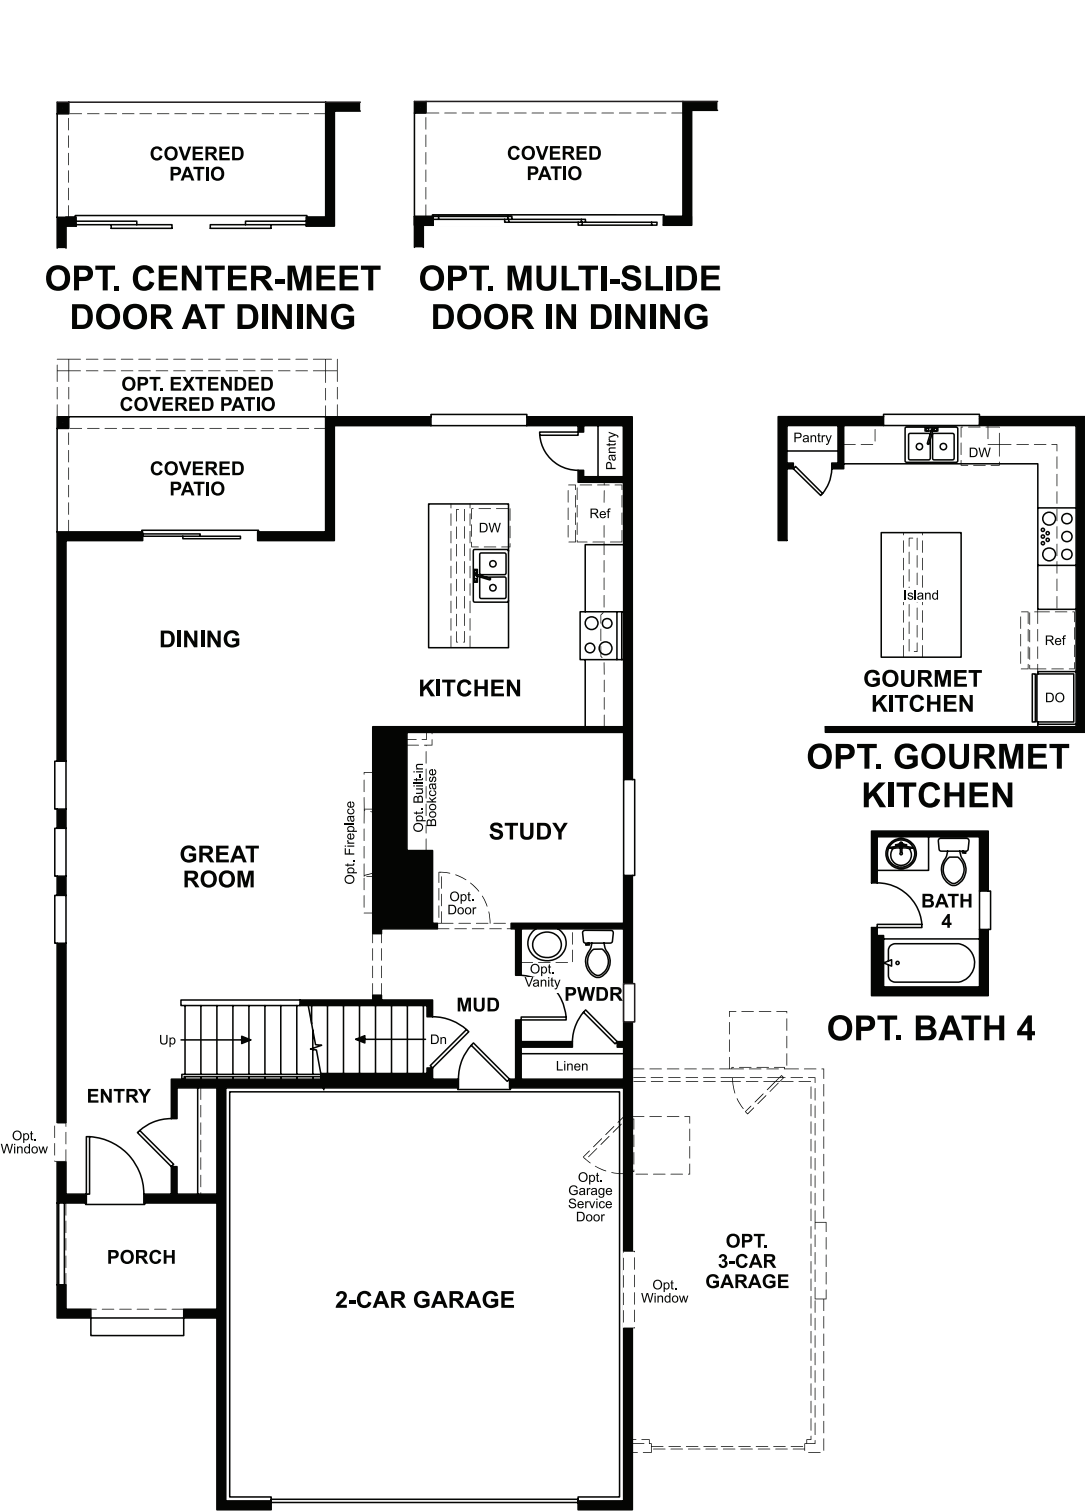 COVERED
PATIO
COVERED
PATIO
OPT. CENTER-MEET
DOOR AT DINING
OPT. MULTI-SLIDE
DOOR IN DINING
OPT. EXTENDED
COVERED PATIO
COVERED
PATIO
Pantry
Ref
DW
DINING
KITCHEN
Pantry
DW
Island
Ref
DO
GOURMET
KITCHEN
OPT. GOURMET
KITCHEN
Opt. Built-in
Bookcase
Opt. Fireplace
STUDY
GREAT
ROOM
Opt.
Door
BATH
4
OPT. BATH 4
Opt.
Vanity
PWDR
MUD
Up
Dn
Linen
ENTRY
Opt.
Window
Opt.
Garage
Service
Door
PORCH
2-CAR GARAGE
Opt.
Window
OPT.
3-CAR
GARAGE